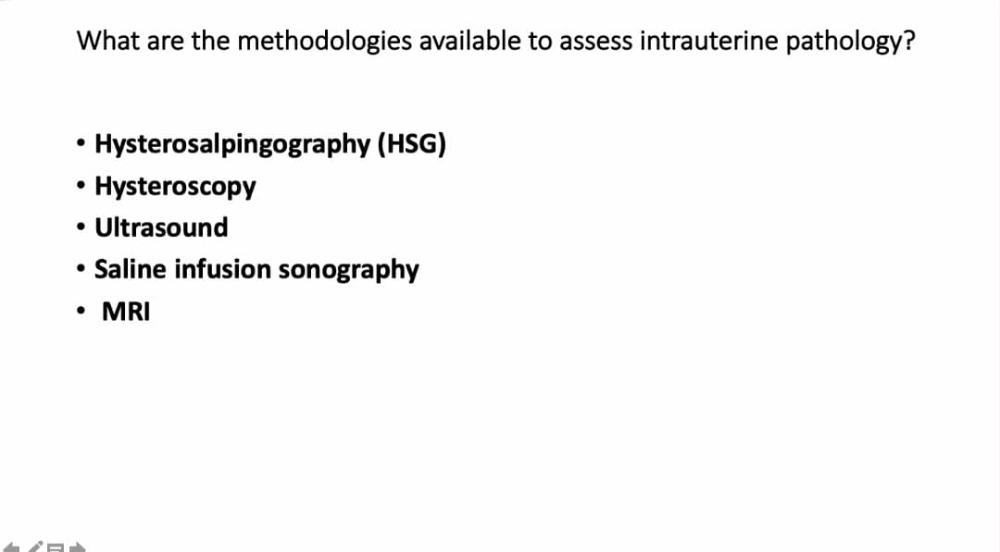 What are the methodologies available to assess intrauterine pathology?
• Hysterosalpingography (HSG)
• Hysteroscopy
• Ultrasound
• Saline infusion sonography
• MRI